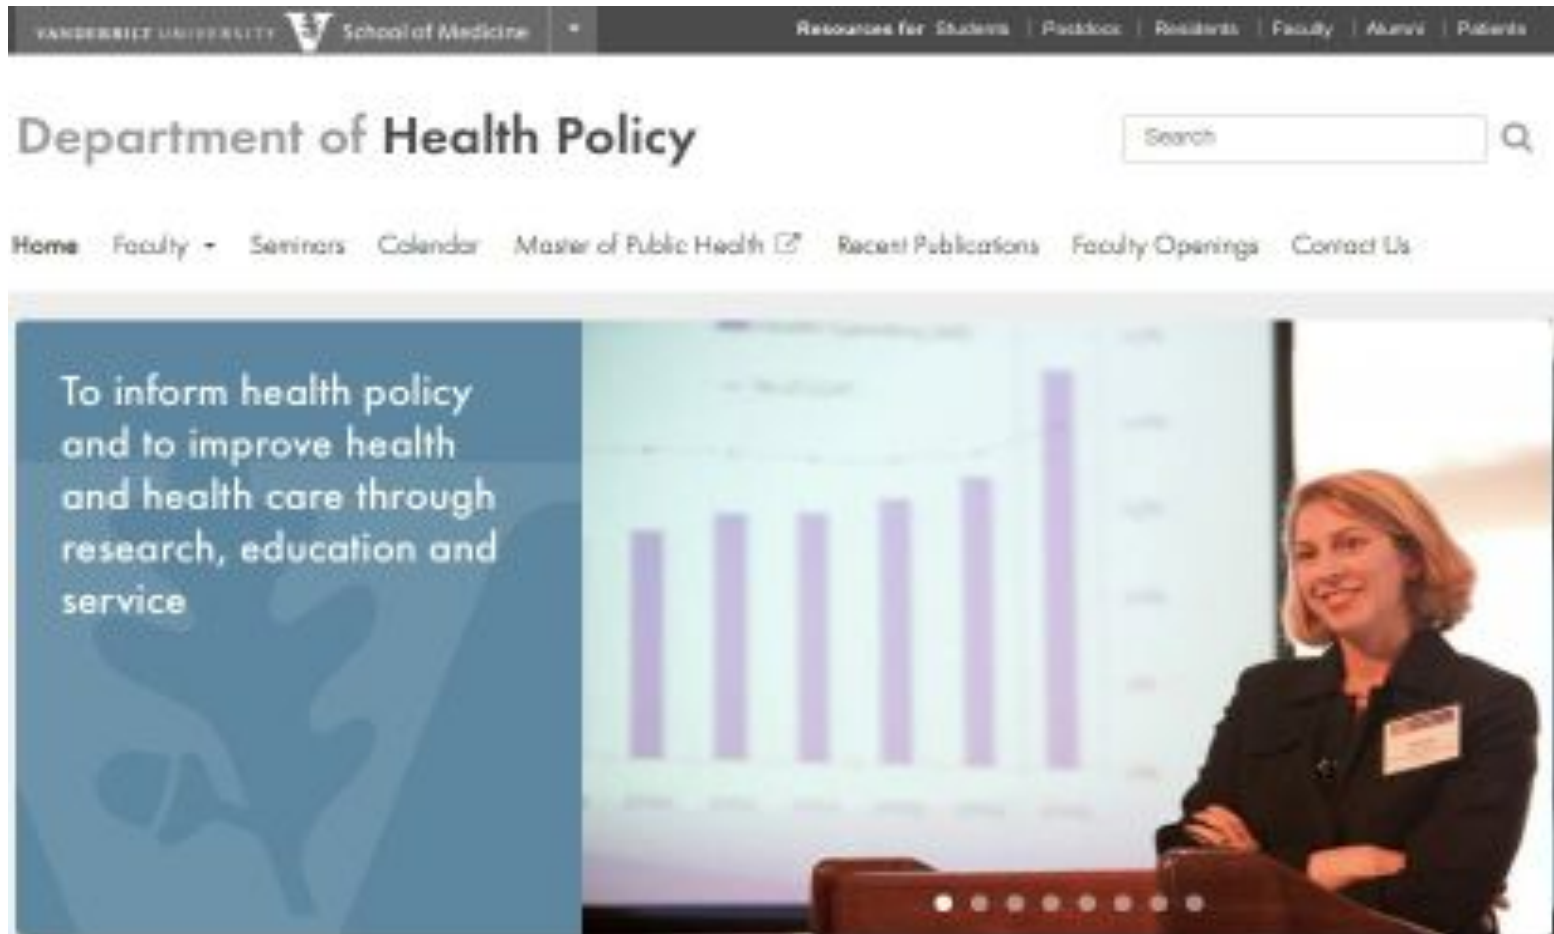 VANDERBILT UNIVERSITY School of Medicine
Resources for Students | Postdocs | Residents | Faculty | Alumni | Patients
Department of Health Policy
Search
Home Faculty Seminars Calendar Master of Public Health Recent Publications Faculty Openings Contact Us
To inform health policy
and to improve health
and health care through
research, education and
service